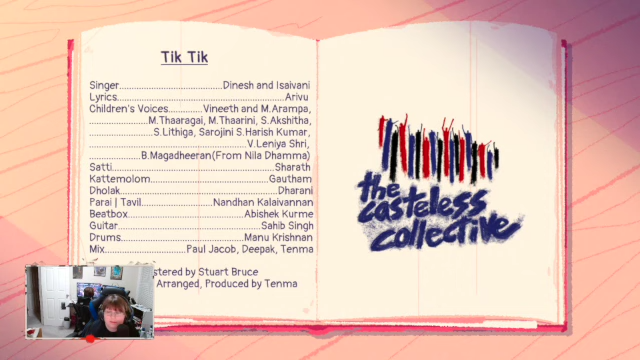 Tik Tik
Singer..............................Dinesh and Isaivani
Lyrics..................................................Arivu
Children's Voices............Vineeth and M.Arampa,
....................M.Thaaragai, M.Thaarini, S.Akshitha,
......................S.Lithiga, Sarojini S.Harish Kumar,
....................................................V.Leniya Shri,
.................B.Magadheeran(From Nila Dhamma)
Satti..................................................Sharath
Kattemolom......................................Gautham
Dholak...............................................Dharani
Parai | Tavil........................Nandhan Kalaivannan
Beatbox......................................Abishek Kurme
Guitar............................................Sahib Singh
Drums.......................................Manu Krishnan
Mix...........................Paul Jacob, Deepak, Tenma
stered by Stuart Bruce
Arranged, Produced by Tenma
the
casteless
collective